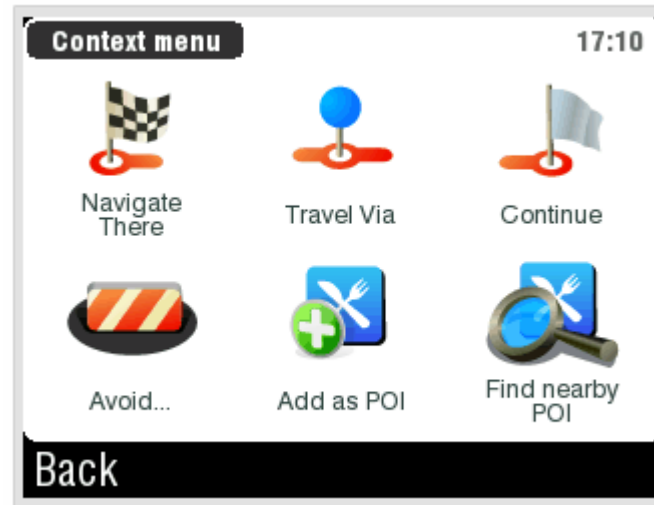 Context menu
17:10
Navigate
There
Travel Via
Continue
Avoid...
Add as POI
Find nearby
POI
Back